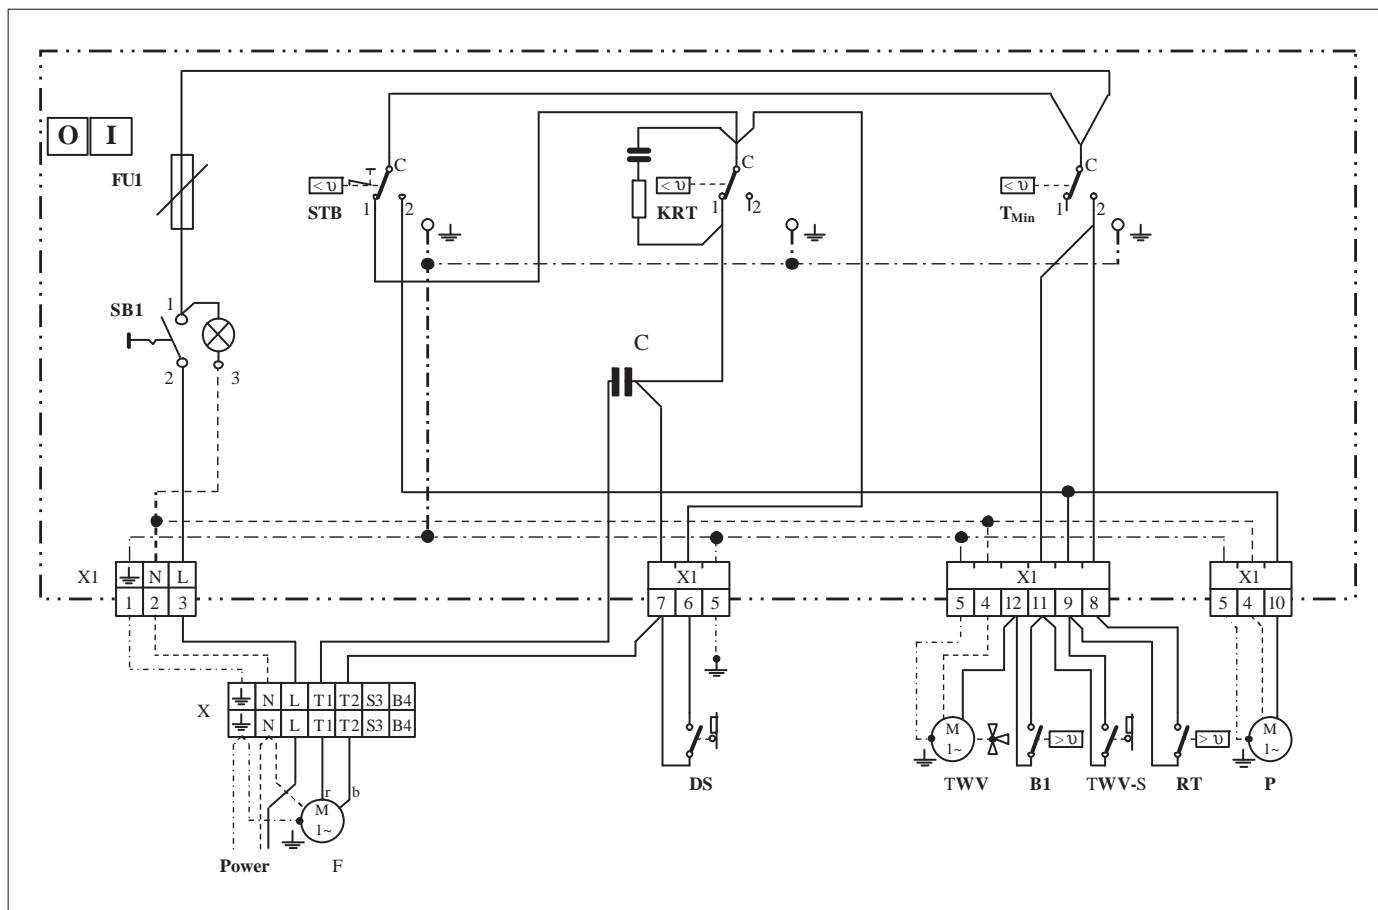 O I
FU1
< υ
STB
C
1 2
< υ
KRT
C
1 2
< υ
TMin
C
1 2
SB1
1
2 3
C
X1
N L
1 2 3
X1
7 6 5
X1
5 4 12 11 9 8
X1
5 4 10
X
N L T1 T2 S3 B4
N L T1 T2 S3 B4
r b
M
1~
Power F
DS
M
1~
TWV
> υ
B1
TWV-S
> υ
RT
M
1~
P